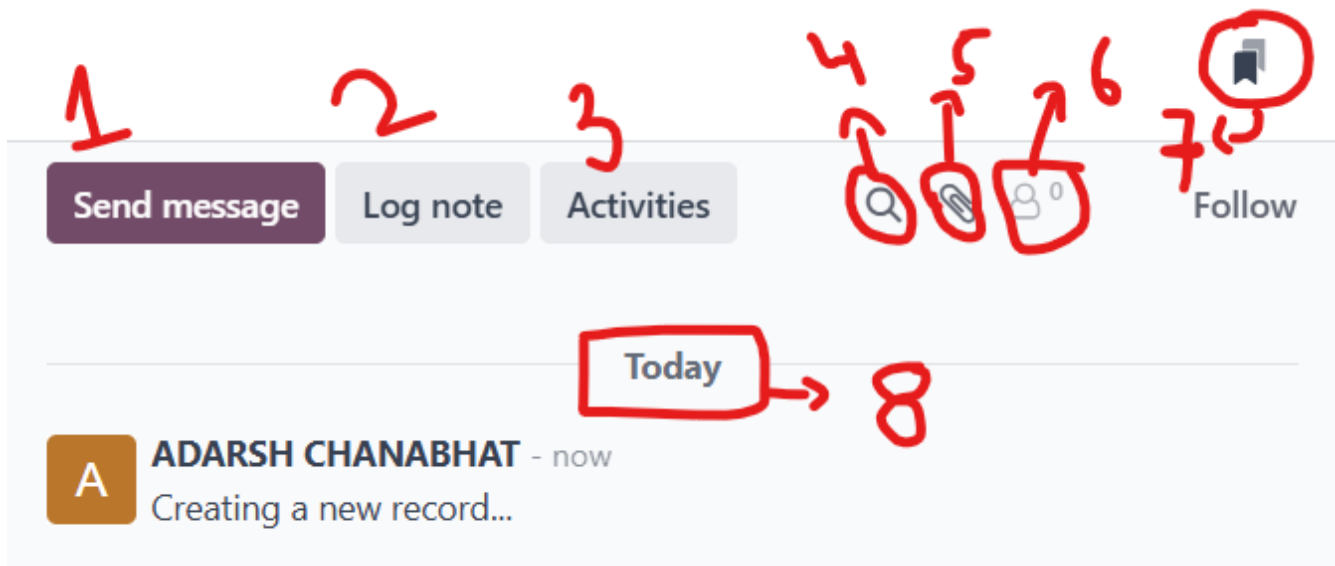 4 5 6
1 2 3 7
Send message Log note Activities 0 Follow
Today 8
A ADARSH CHANABHAT - now
Creating a new record...